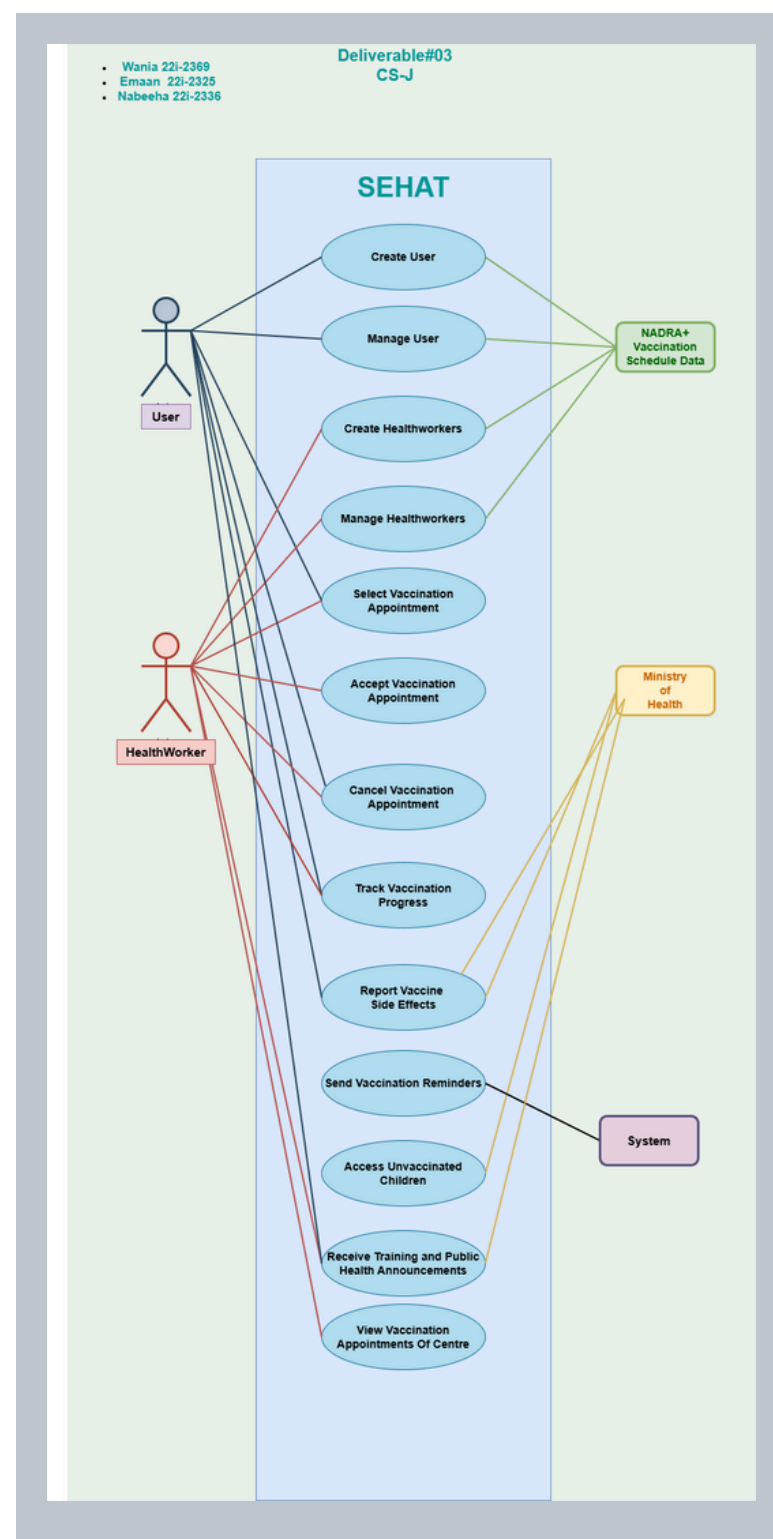 Deliverable#03
CS-J
Wania 22i-2369
Emaan 22i-2325
Nabeeha 22i-2336
SEHAT
Create User
Manage User
NADRA+
Vaccination
Schedule Data
User
Create Healthworkers
Manage Healthworkers
Select Vaccination
Appointment
Accept Vaccination
Appointment
Ministry
of
Health
HealthWorker
Cancel Vaccination
Appointment
Track Vaccination
Progress
Report Vaccine
Side Effects
Send Vaccination Reminders
System
Access Unvaccinated
Children
Receive Training and Public
Health Announcements
View Vaccination
Appointments Of Centre